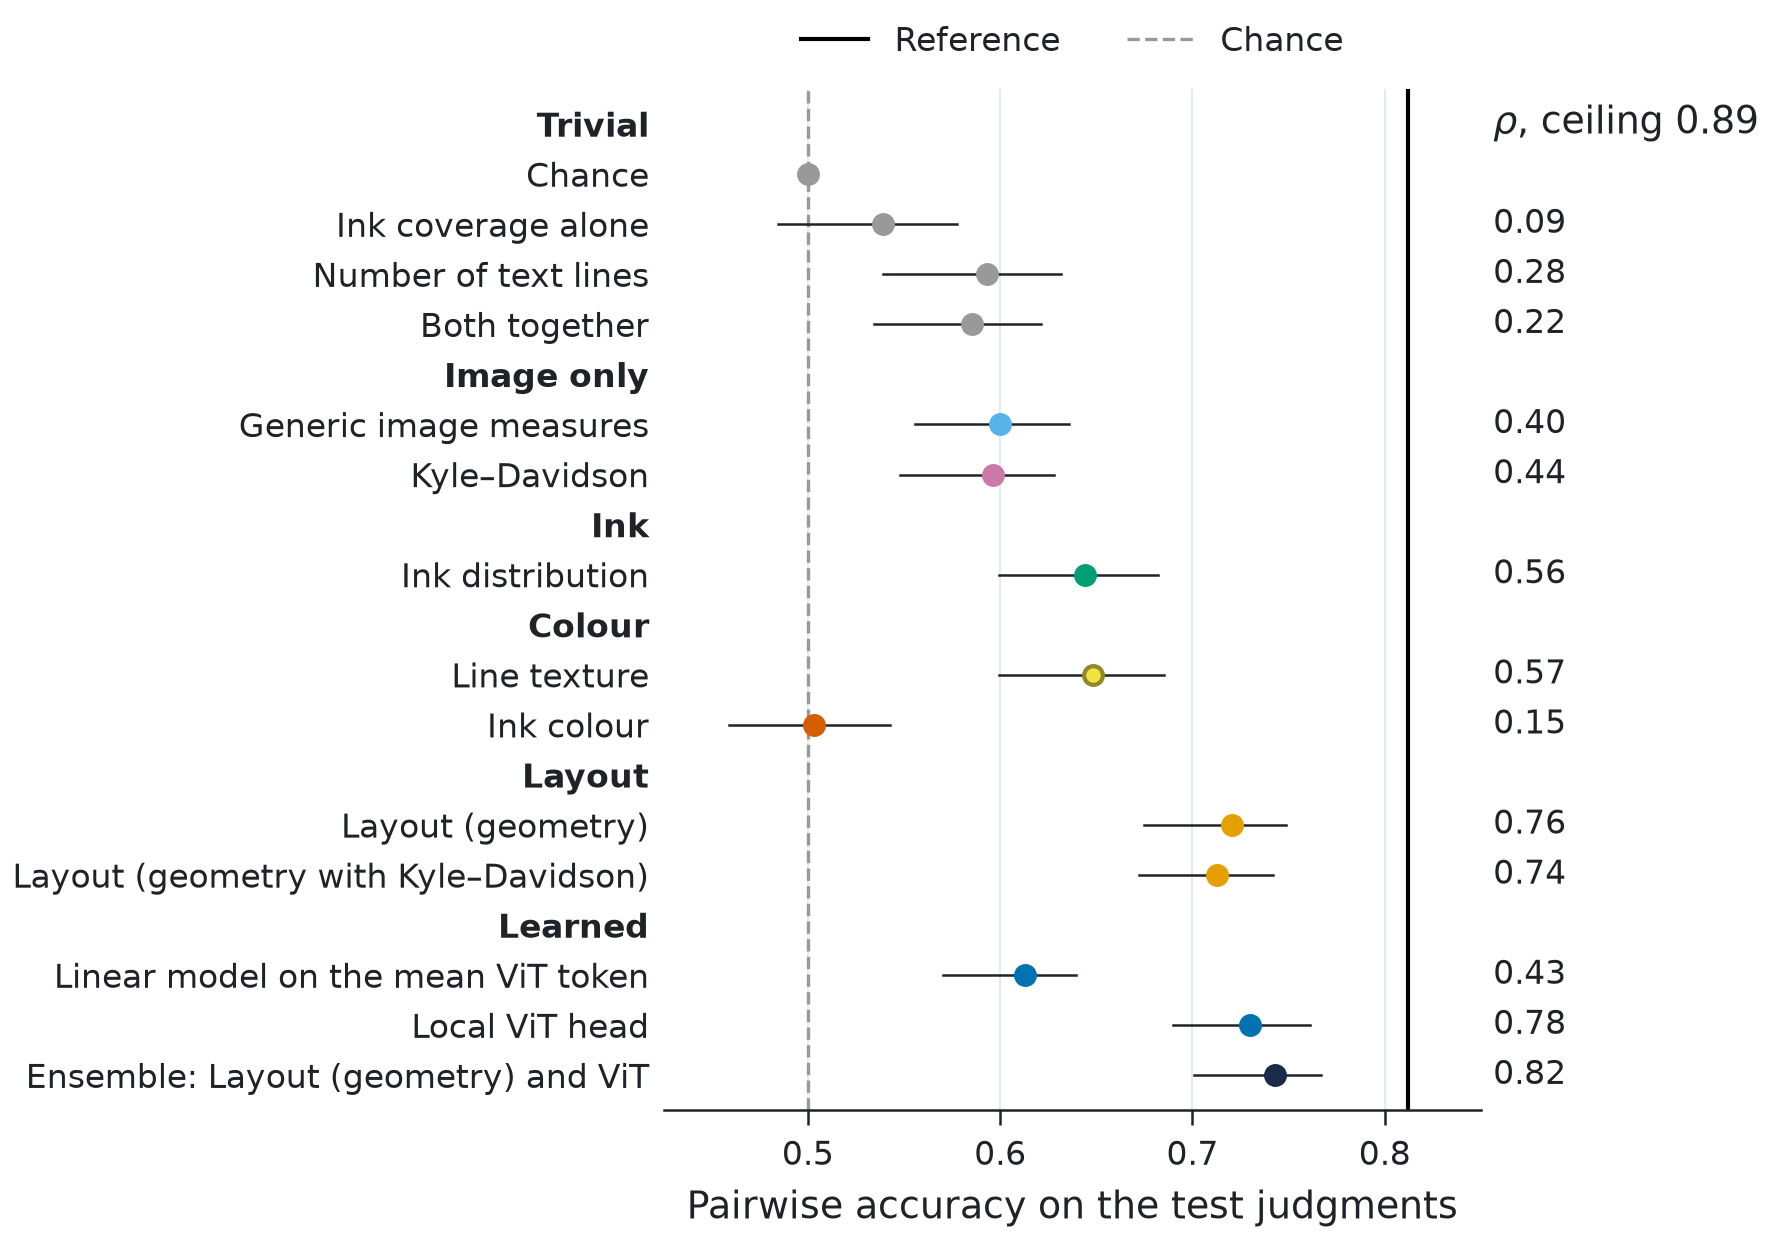 Reference Chance
Trivial ρ, ceiling 0.89
Chance
Ink coverage alone 0.09
Number of text lines 0.28
Both together 0.22
Image only
Generic image measures 0.40
Kyle–Davidson 0.44
Ink
Ink distribution 0.56
Colour
Line texture 0.57
Ink colour 0.15
Layout
Layout (geometry) 0.76
Layout (geometry with Kyle–Davidson) 0.74
Learned
Linear model on the mean ViT token 0.43
Local ViT head 0.78
Ensemble: Layout (geometry) and ViT 0.82
0.5 0.6 0.7 0.8
Pairwise accuracy on the test judgments